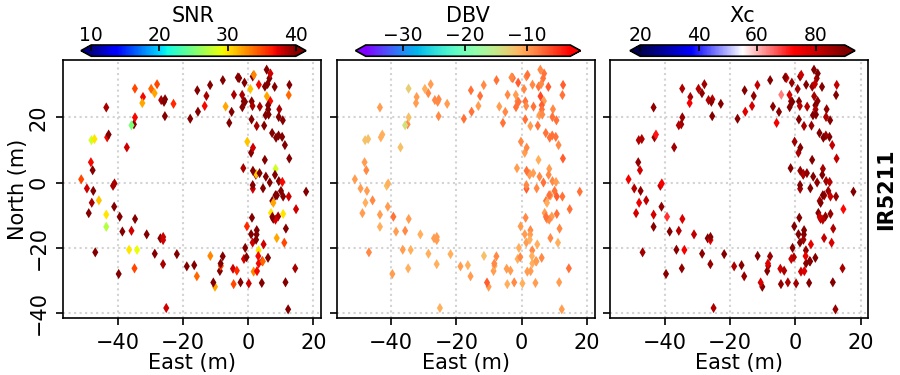 SNR DBV Xc
10 20 30 40 −30 −20 −10 20 40 60 80
20
0
−20
−40
North (m)
IR5211
−40 −20 0 20 −40 −20 0 20 −40 −20 0 20
East (m) East (m) East (m)